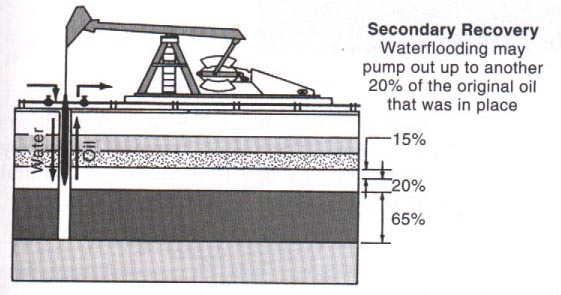 Secondary Recovery
Waterflooding may
pump out up to another
20% of the original oil
that was in place
15%
20%
65%
Water
Oil